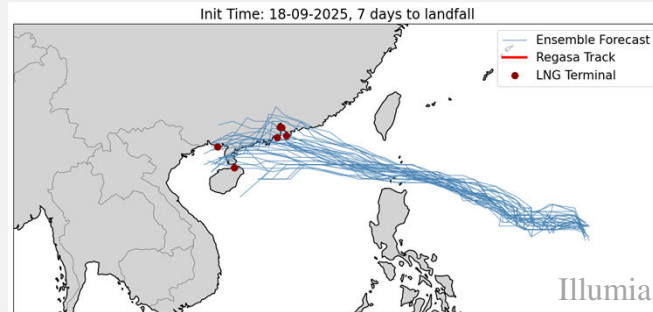 Init Time: 18-09-2025, 7 days to landfall
Ensemble Forecast
Regasa Track
LNG Terminal
Illumia